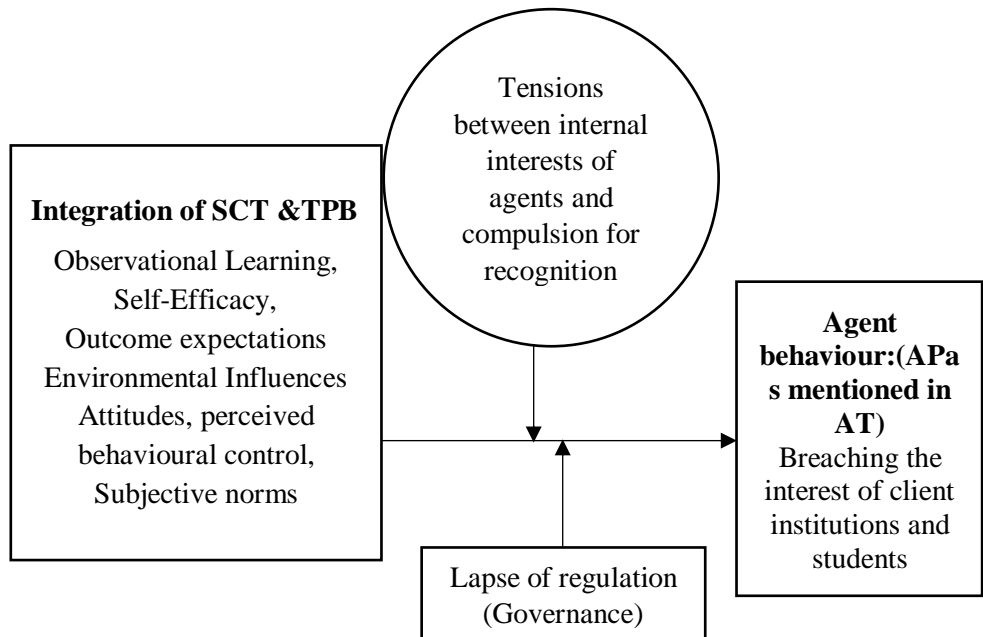 Tensions
between internal
interests of
agents and
compulsion for
recognition
Integration of SCT &TPB
Observational Learning,
Self-Efficacy,
Outcome expectations
Environmental Influences
Attitudes, perceived
behavioural control,
Subjective norms
Agent
behaviour:(APa
s mentioned in
AT)
Breaching the
interest of client
institutions and
students
Lapse of regulation
(Governance)